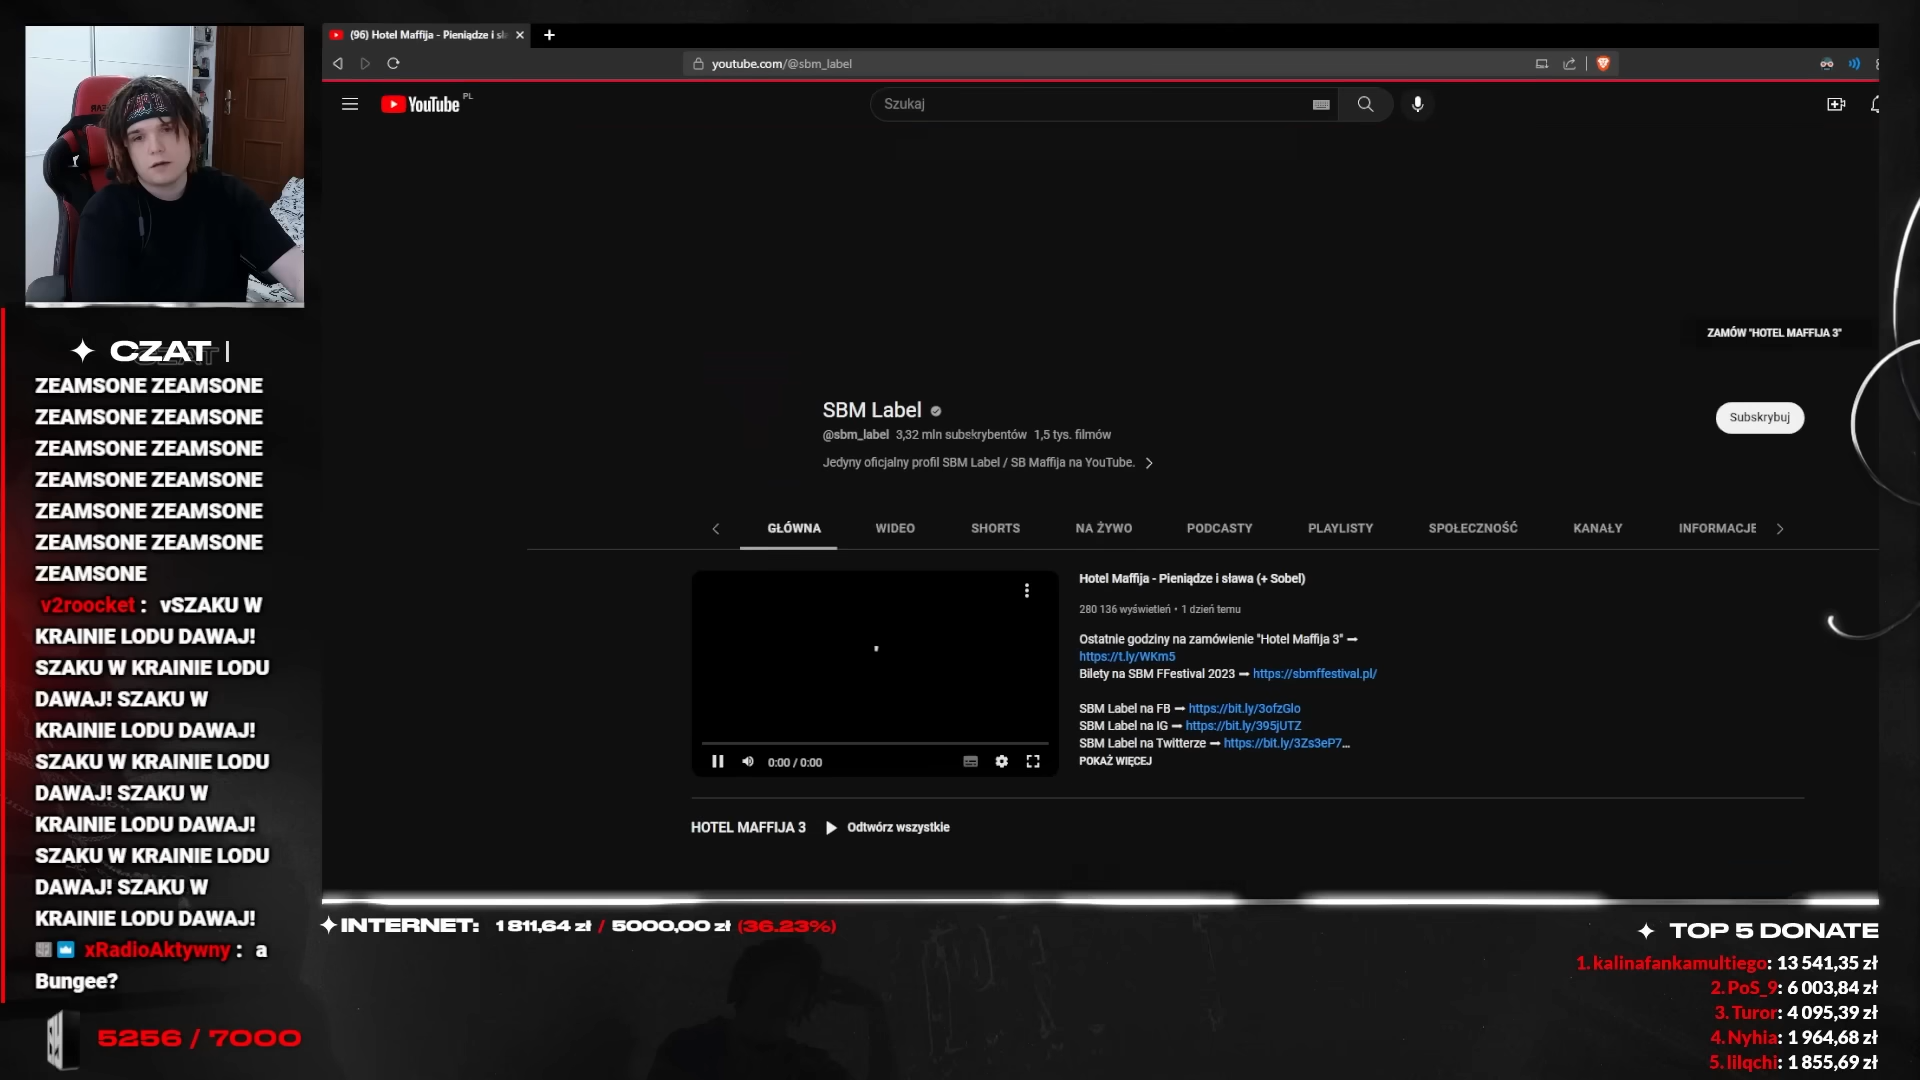 (96) Hotel Maffija - Pieniądze i sł
youtube.com/@sbm_label
YouTube PL
Szukaj
ZAMÓW "HOTEL MAFFIJA 3"
SBM Label
@sbm_label 3,32 mln subskrybentów 1,5 tys. filmów
Subskrybuj
Jedyny oficjalny profil SBM Label / SB Maffija na YouTube.
GŁÓWNA WIDEO SHORTS NA ŻYWO PODCASTY PLAYLISTY SPOŁECZNOŚĆ KANAŁY INFORMACJE
0:00 / 0:00
Hotel Maffija - Pieniądze i sława (+ Sobel)
280 136 wyświetleń • 1 dzień temu
Ostatnie godziny na zamówienie "Hotel Maffija 3" ➞
https://t.ly/WKm5
Bilety na SBM FFestival 2023 ➞ https://sbmffestival.pl/
SBM Label na FB ➞ https://bit.ly/3ofzGlo
SBM Label na IG ➞ https://bit.ly/395jUTZ
SBM Label na Twitterze ➞ https://bit.ly/3Zs3eP7...
POKAŻ WIĘCEJ
HOTEL MAFFIJA 3 Odtwórz wszystkie
CZAT
ZEAMSONE ZEAMSONE
ZEAMSONE ZEAMSONE
ZEAMSONE ZEAMSONE
ZEAMSONE ZEAMSONE
ZEAMSONE ZEAMSONE
ZEAMSONE ZEAMSONE
ZEAMSONE
v2roocket : vSZAKU W
KRAINIE LODU DAWAJ!
SZAKU W KRAINIE LODU
DAWAJ! SZAKU W
KRAINIE LODU DAWAJ!
SZAKU W KRAINIE LODU
DAWAJ! SZAKU W
KRAINIE LODU DAWAJ!
SZAKU W KRAINIE LODU
DAWAJ! SZAKU W
KRAINIE LODU DAWAJ!
xRadioAktywny : a
Bungee?
5256 / 7000
INTERNET: 1 811,64 zł / 5000,00 zł (36.23%)
TOP 5 DONATE
1. kalinafankamultiego: 13 541,35 zł
2. PoS_9: 6 003,84 zł
3. Turor: 4 095,39 zł
4. Nyhia: 1 964,68 zł
5. lilqchi: 1 855,69 zł